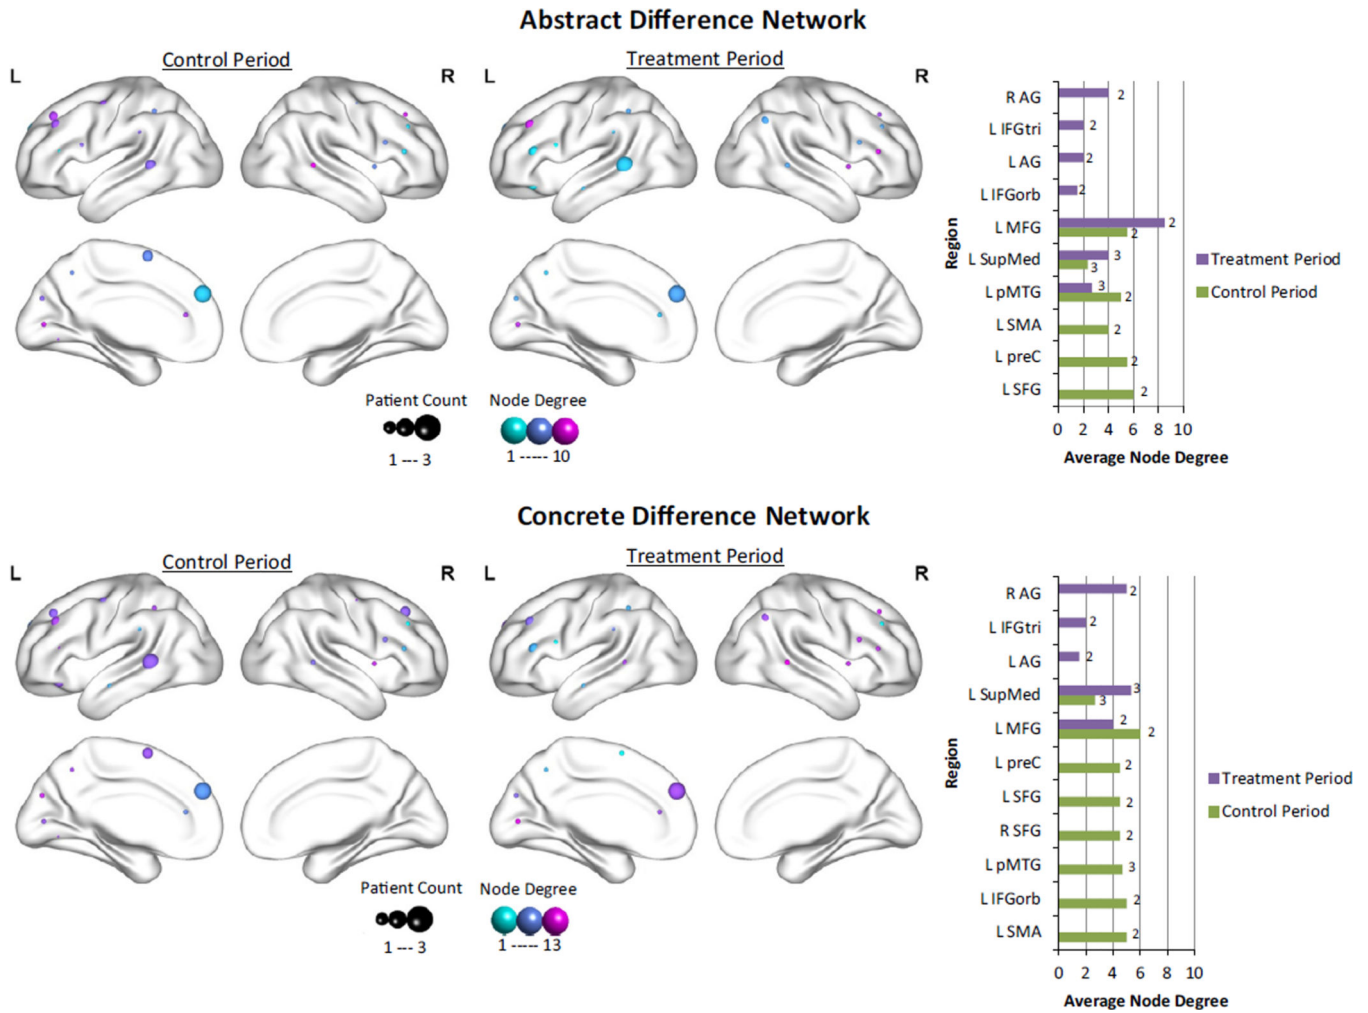 Abstract Difference Network
Control Period
Treatment Period
L
R
L
R
Region
R AG
2
L IFGtri
2
L AG
2
L IFGorb
2
L MFG
2
2
L SupMed
3
3
L pMTG
3
2
L SMA
2
L preC
2
L SFG
2
0 2 4 6 8 10
Average Node Degree
Treatment Period
Control Period
Patient Count
1 --- 3
Node Degree
1 ----- 10
Concrete Difference Network
Control Period
Treatment Period
L
R
L
R
Region
R AG
2
L IFGtri
2
L AG
2
L SupMed
3
3
L MFG
2
2
L preC
2
L SFG
2
R SFG
2
L pMTG
3
L IFGorb
2
L SMA
2
0 2 4 6 8 10
Average Node Degree
Treatment Period
Control Period
Patient Count
1 --- 3
Node Degree
1 ----- 13